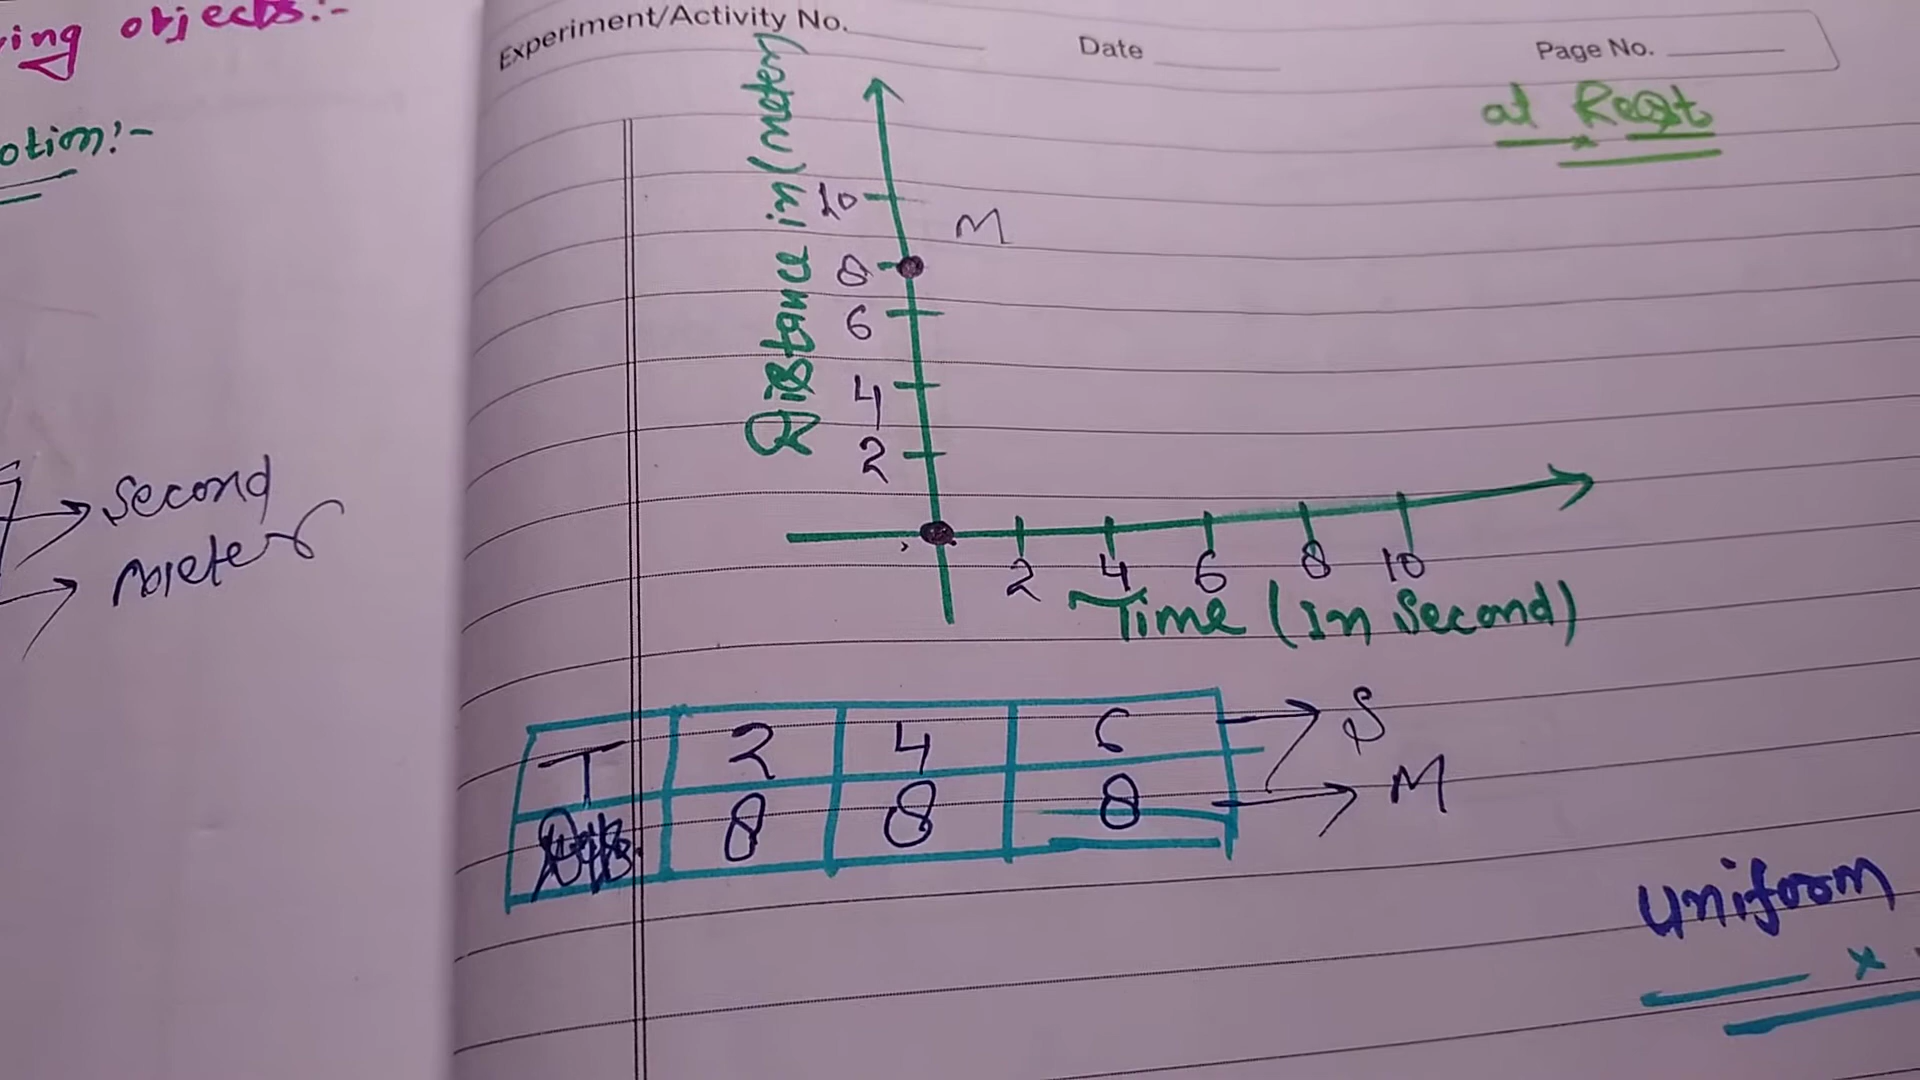 ing objects:-
otion:-
second
meter
Experiment/Activity No.
Date
Page No.
at Rest
Distance in (meter)
10
M
8
6
4
2
2 4 6 8 10
Time (in Second)
T 2 4 6 S
8 8 8 M
uniform